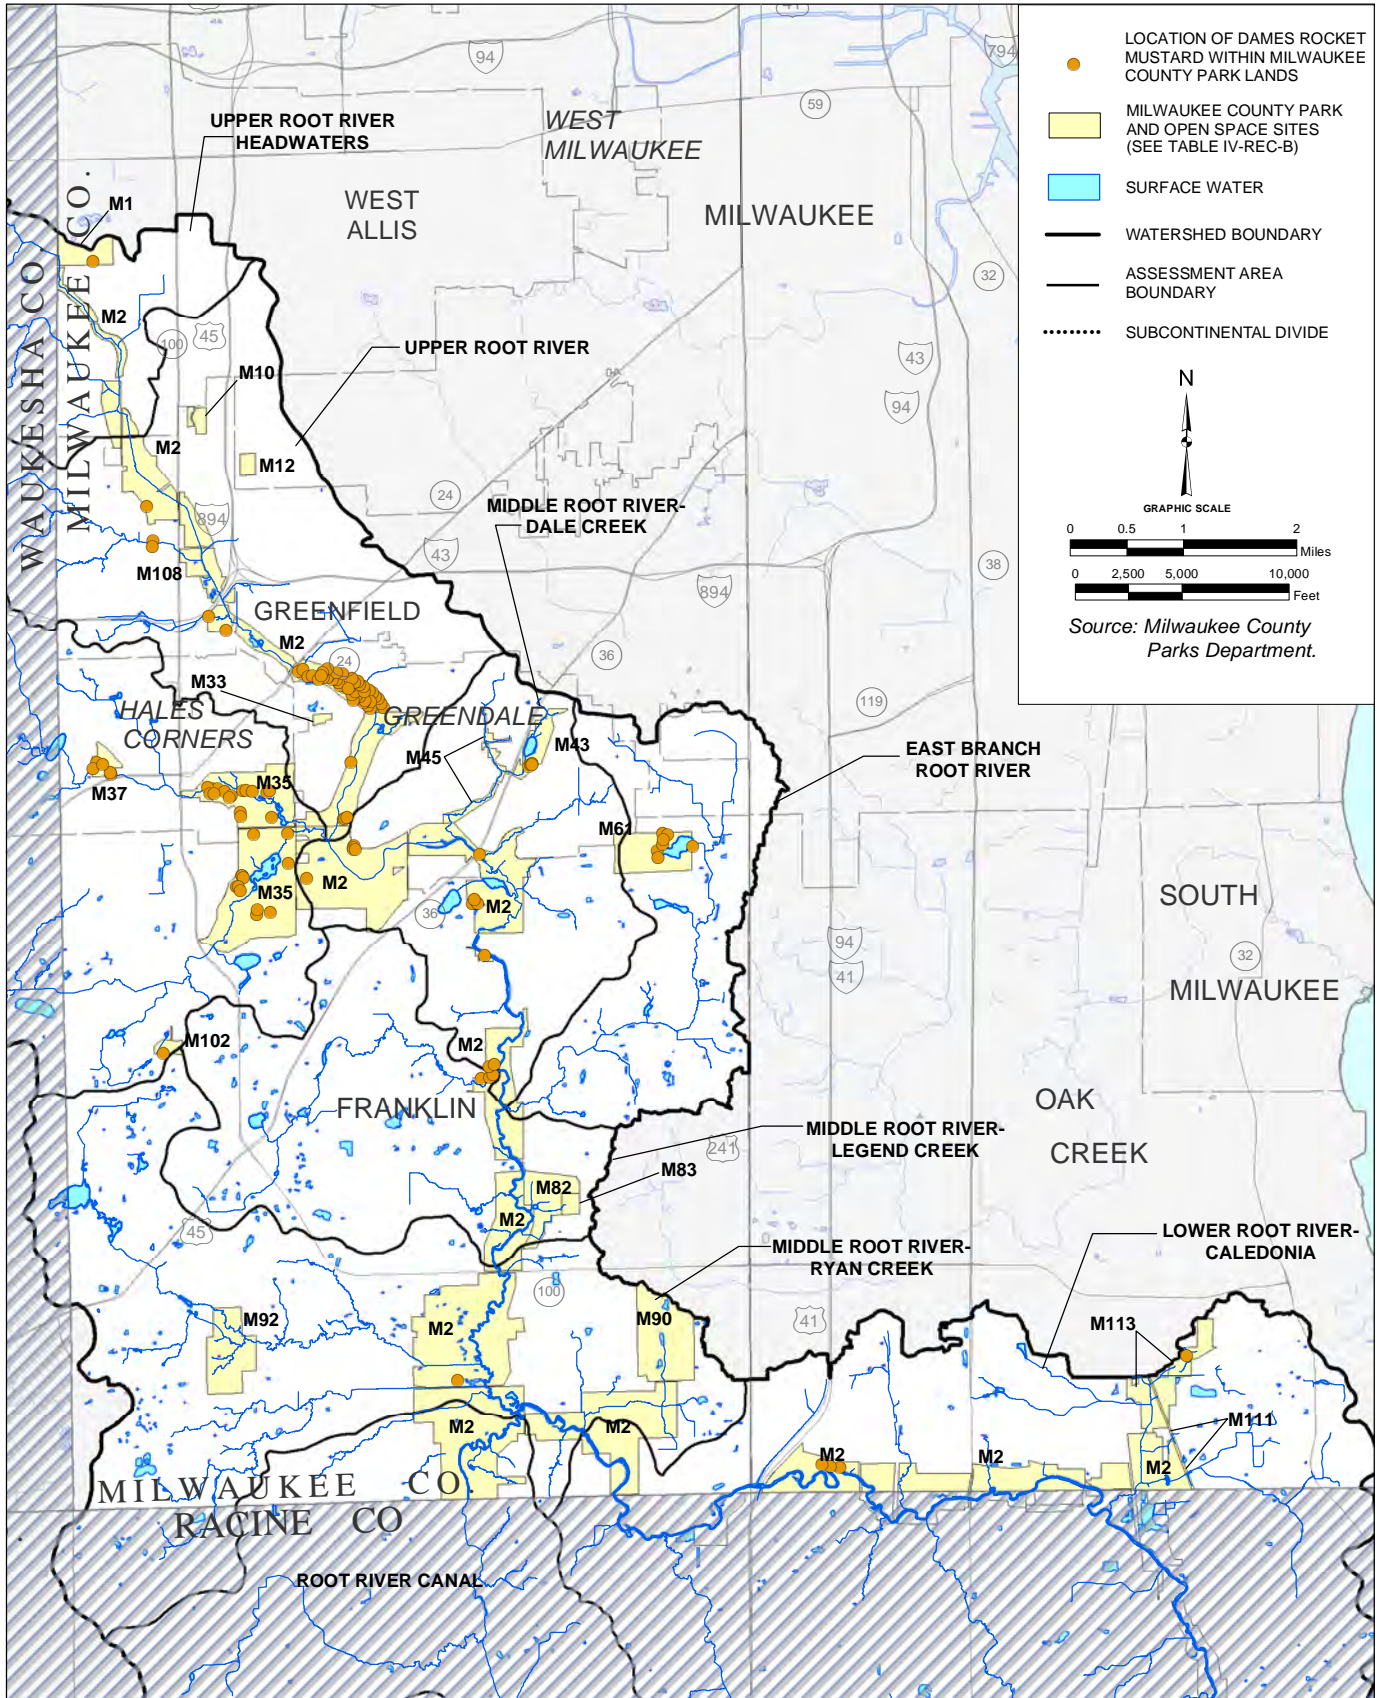 94
41
794
59
LOCATION OF DAMES ROCKET
MUSTARD WITHIN MILWAUKEE
COUNTY PARK LANDS
MILWAUKEE COUNTY PARK
AND OPEN SPACE SITES
(SEE TABLE IV-REC-B)
SURFACE WATER
WATERSHED BOUNDARY
ASSESSMENT AREA
BOUNDARY
SUBCONTINENTAL DIVIDE
N
GRAPHIC SCALE
0 0.5 1 2
Miles
0 2,500 5,000 10,000
Feet
Source: Milwaukee County
Parks Department.
UPPER ROOT RIVER
HEADWATERS
WEST
MILWAUKEE
WEST
ALLIS
MILWAUKEE
WAUKESHA CO.
MILWAUKEE CO.
M1
32
M2
100
45
UPPER ROOT RIVER
43
94
M10
M2
M12
24
894
MIDDLE ROOT RIVER-
DALE CREEK
43
38
M108
894
GREENFIELD
M2
24
36
M33
119
HALES
CORNERS
GREENDALE
M45
M43
EAST BRANCH
ROOT RIVER
M37
M35
M61
M35
M2
36
M2
SOUTH
MILWAUKEE
94
41
32
M102
M2
FRANKLIN
OAK
CREEK
MIDDLE ROOT RIVER-
LEGEND CREEK
241
M83
M82
M2
45
MIDDLE ROOT RIVER-
RYAN CREEK
LOWER ROOT RIVER-
CALEDONIA
100
M92
M2
M90
41
M113
M2
M2
M111
M2
M2
M2
MILWAUKEE CO.
RACINE CO
ROOT RIVER CANAL